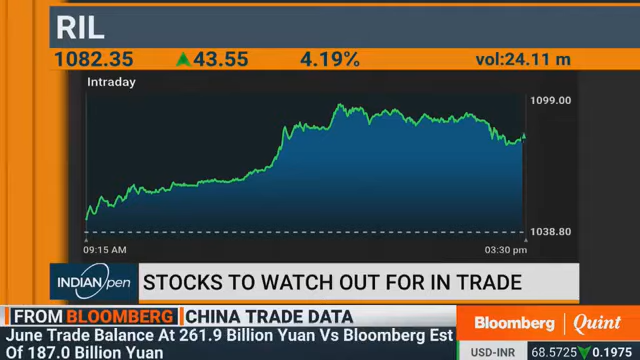 RIL
1082.35 43.55 4.19% vol:24.11 m
Intraday
1099.00
1038.80
09:15 AM 03:30 pm
INDIAN Open STOCKS TO WATCH OUT FOR IN TRADE
FROM BLOOMBERG CHINA TRADE DATA
June Trade Balance At 261.9 Billion Yuan Vs Bloomberg Est
Of 187.0 Billion Yuan
Bloomberg Quint
USD-INR 68.5725 0.1975